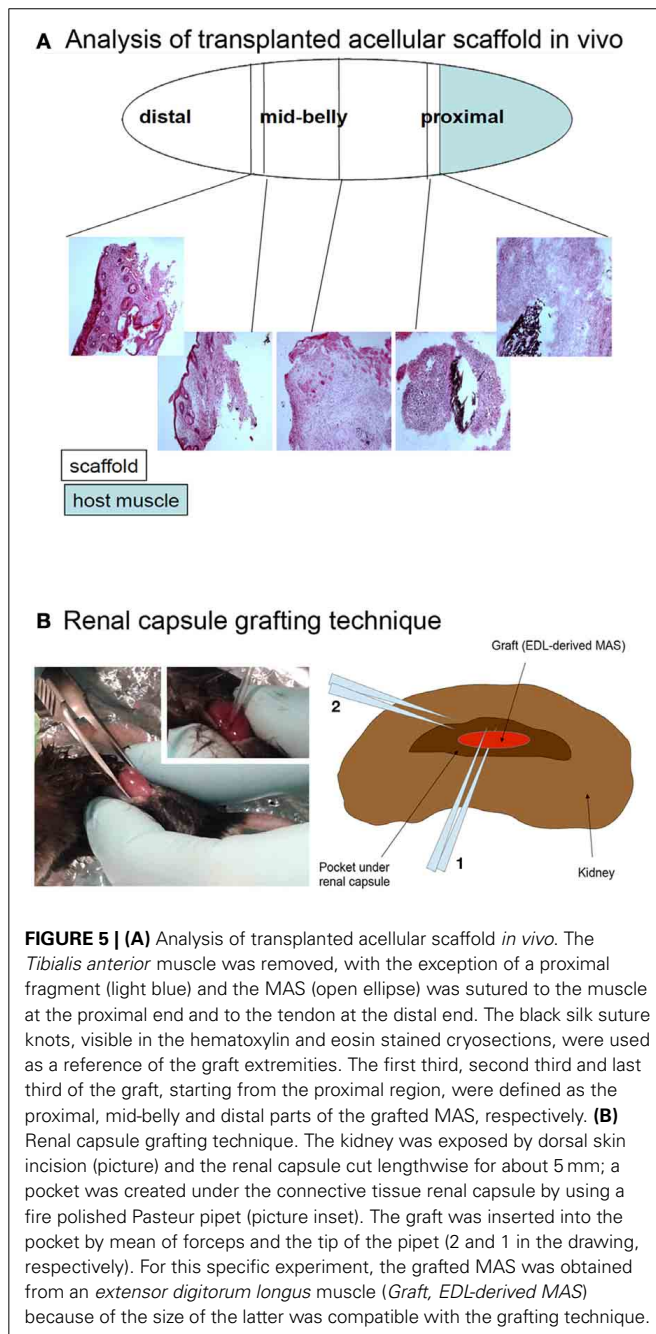 A Analysis of transplanted acellular scaffold in vivo
distal
mid-belly
proximal
scaffold
host muscle
B Renal capsule grafting technique
Graft (EDL-derived MAS)
2
Pocket under
renal capsule
1
Kidney
FIGURE 5 | (A) Analysis of transplanted acellular scaffold in vivo. The
Tibialis anterior muscle was removed, with the exception of a proximal
fragment (light blue) and the MAS (open ellipse) was sutured to the muscle
at the proximal end and to the tendon at the distal end. The black silk suture
knots, visible in the hematoxylin and eosin stained cryosections, were used
as a reference of the graft extremities. The first third, second third and last
third of the graft, starting from the proximal region, were defined as the
proximal, mid-belly and distal parts of the grafted MAS, respectively. (B)
Renal capsule grafting technique. The kidney was exposed by dorsal skin
incision (picture) and the renal capsule cut lengthwise for about 5 mm; a
pocket was created under the connective tissue renal capsule by using a
fire polished Pasteur pipet (picture inset). The graft was inserted into the
pocket by mean of forceps and the tip of the pipet (2 and 1 in the drawing,
respectively). For this specific experiment, the grafted MAS was obtained
from an extensor digitorum longus muscle (Graft, EDL-derived MAS)
because of the size of the latter was compatible with the grafting technique.